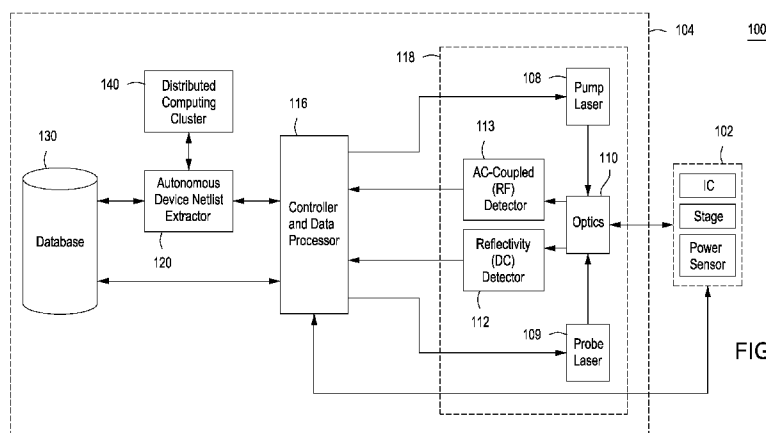 104
100
118
108
Pump
Laser
140
Distributed
Computing
Cluster
116
113
102
130
110
AC-Coupled
(RF)
Detector
IC
Autonomous
Device Netlist
Extractor
Controller
and Data
Processor
Optics
Stage
Database
Reflectivity
(DC)
Detector
Power
Sensor
120
112
109
Probe
Laser
FIG